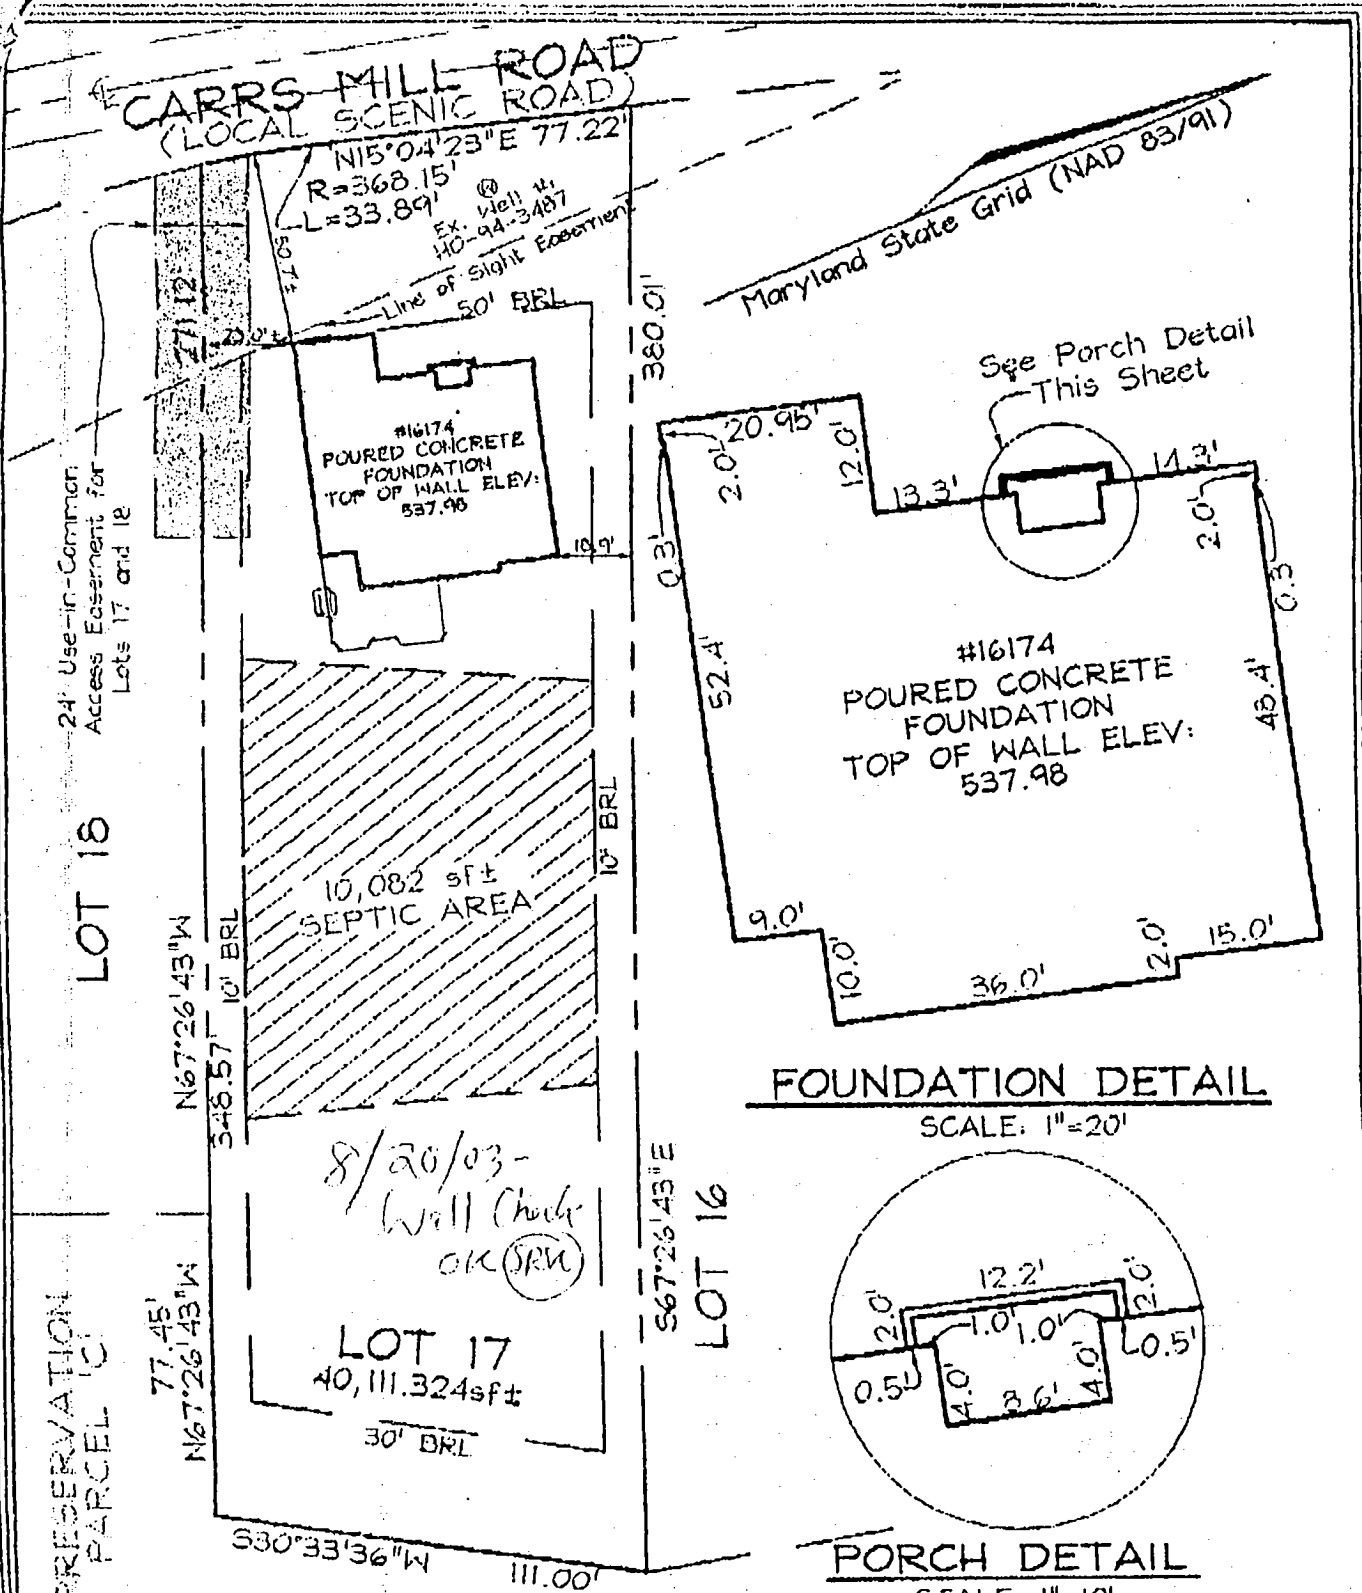 CARRS MILL ROAD
(LOCAL SCENIC ROAD)
N15°04'23"E 77.22'
R=368.15'
L=33.89'
Ex. Well #,
HO-94-3487
Line of Sight Easement
50' BRL
50.7'±
380.01'
Maryland State Grid (NAD 83/91)
See Porch Detail
This Sheet
#16174
POURED CONCRETE
FOUNDATION
TOP OF WALL ELEV:
537.98
18.9'
24' Use-in-Common
Access Easement for
Lots 17 and 18
20.95'
2.0'
12.0'
13.3'
14.3'
2.0'
0.3'
0.3'
52.4'
48.4'
#16174
POURED CONCRETE
FOUNDATION
TOP OF WALL ELEV:
537.98
9.0'
10.0'
36.0'
2.0'
15.0'
LOT 18
10' BRL
10,082 sf±
SEPTIC AREA
10' BRL
N67°26'43"W
348.57'
FOUNDATION DETAIL
SCALE: 1"=20'
8/20/03-
Wall Check
OK SRK
S67°26'43"E
LOT 16
LOT 17
40,111.324sf±
30' BRL
77.45'
N67°26'43"W
PRESERVATION
PARCEL 'C'
12.2'
2.0'
2.0'
1.0'
1.0'
0.5'
0.5'
4.0'
8.6'
4.0'
S30°33'36"W
111.00'
PORCH DETAIL